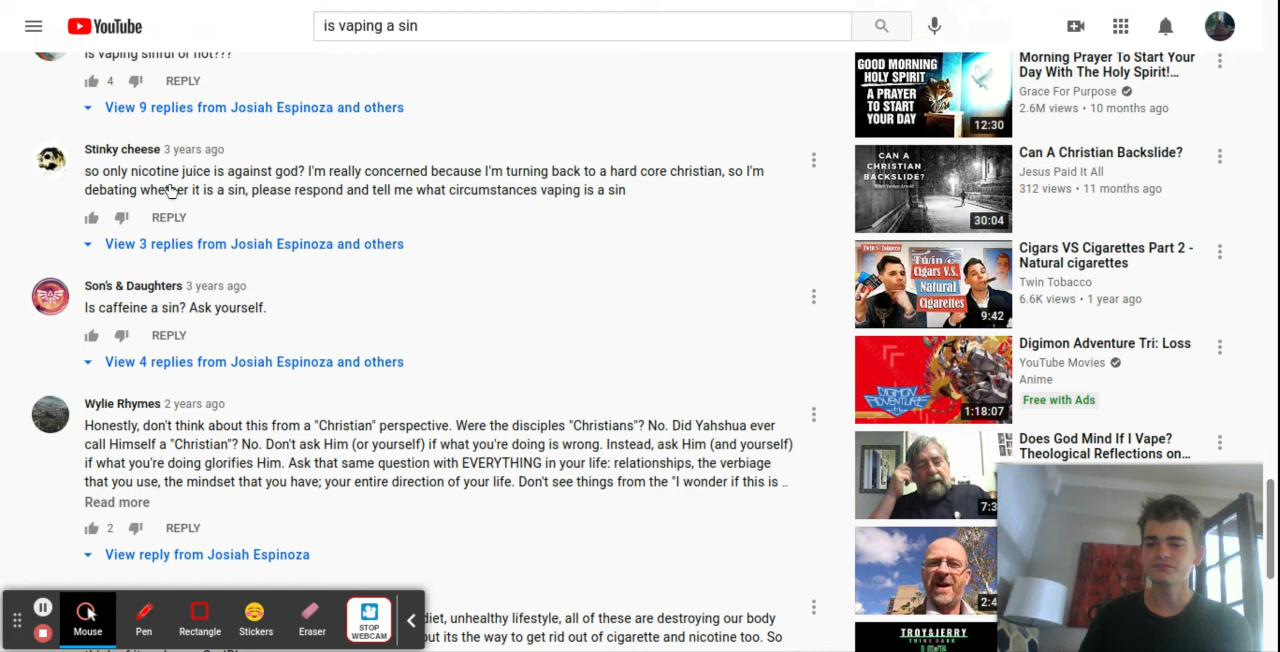 YouTube
is vaping a sin
is vaping sinful or not???
4
REPLY
View 9 replies from Josiah Espinoza and others
Stinky cheese 3 years ago
so only nicotine juice is against god? I'm really concerned because I'm turning back to a hard core christian, so I'm
debating whether it is a sin, please respond and tell me what circumstances vaping is a sin
REPLY
View 3 replies from Josiah Espinoza and others
Son's & Daughters 3 years ago
Is caffeine a sin? Ask yourself.
REPLY
View 4 replies from Josiah Espinoza and others
Wylie Rhymes 2 years ago
Honestly, don't think about this from a "Christian" perspective. Were the disciples "Christians"? No. Did Yahshua ever
call Himself a "Christian"? No. Don't ask Him (or yourself) if what you're doing is wrong. Instead, ask Him (and yourself)
if what you're doing glorifies Him. Ask that same question with EVERYTHING in your life: relationships, the verbiage
that you use, the mindset that you have; your entire direction of your life. Don't see things from the "I wonder if this is ...
Read more
2
REPLY
View reply from Josiah Espinoza
diet, unhealthy lifestyle, all of these are destroying our body
out its the way to get rid out of cigarette and nicotine too. So
Mouse
Pen
Rectangle
Stickers
Eraser
STOP
WEBCAM
GOOD MORNING
HOLY SPIRIT
A PRAYER
TO START
YOUR DAY
12:30
Morning Prayer To Start Your
Day With The Holy Spirit!...
Grace For Purpose
2.6M views • 10 months ago
CAN A
CHRISTIAN
BACKSLIDE?
30:04
Can A Christian Backslide?
Jesus Paid It All
312 views • 11 months ago
Twin's
Cigars V.S.
Natural
Cigarettes
9:42
Cigars VS Cigarettes Part 2 -
Natural cigarettes
Twin Tobacco
6.6K views • 1 year ago
DIGIMON
ADVENTURE
1:18:07
Digimon Adventure Tri: Loss
YouTube Movies
Anime
Free with Ads
7:3
Does God Mind If I Vape?
Theological Reflections on...
2:4
TROY&JERRY